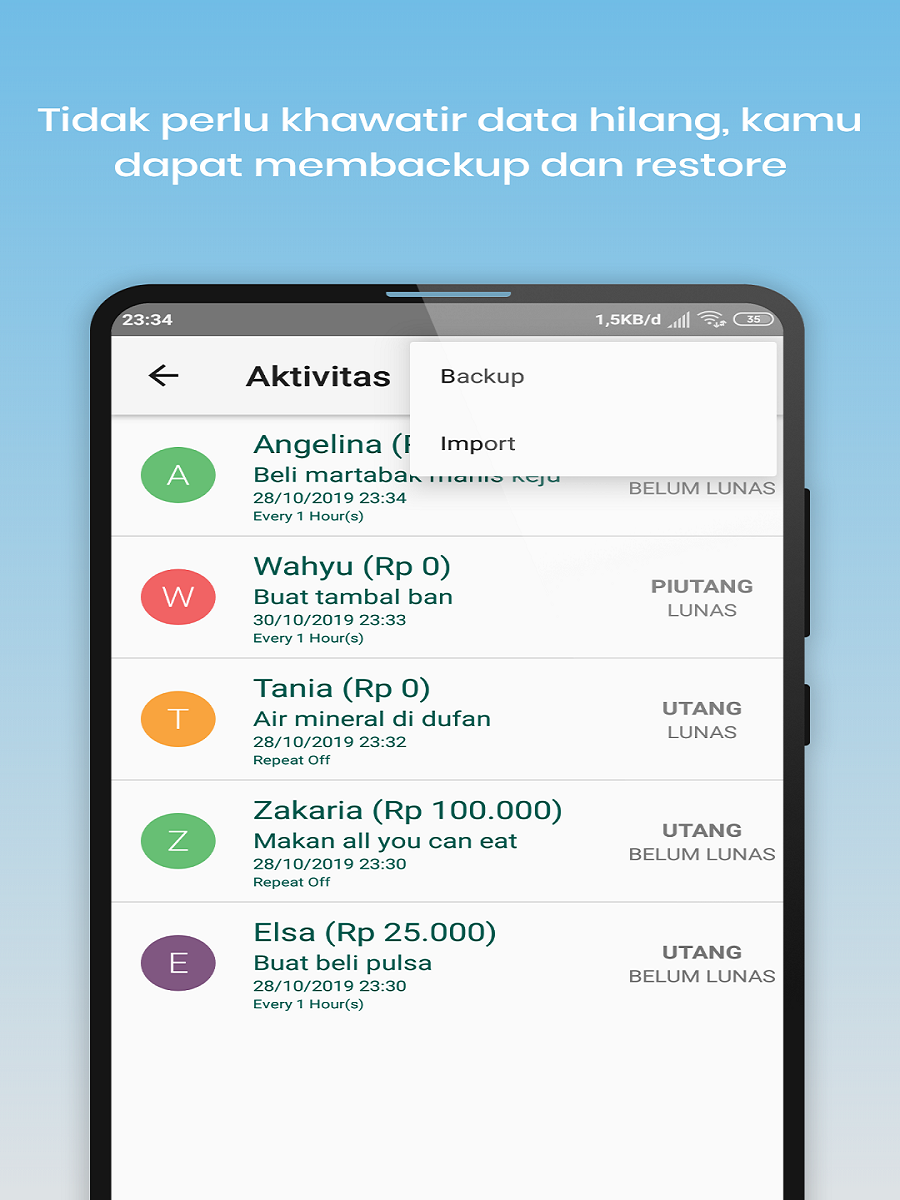 Tidak perlu khawatir data hilang, kamu
dapat membackup dan restore
23:34
1,5KB/d
35
Aktivitas
Backup
Import
A
Angelina (
Beli martabak manis keju
28/10/2019 23:34
Every 1 Hour(s)
BELUM LUNAS
W
Wahyu (Rp 0)
Buat tambal ban
30/10/2019 23:33
Every 1 Hour(s)
PIUTANG
LUNAS
T
Tania (Rp 0)
Air mineral di dufan
28/10/2019 23:32
Repeat Off
UTANG
LUNAS
Z
Zakaria (Rp 100.000)
Makan all you can eat
28/10/2019 23:30
Repeat Off
UTANG
BELUM LUNAS
E
Elsa (Rp 25.000)
Buat beli pulsa
28/10/2019 23:30
Every 1 Hour(s)
UTANG
BELUM LUNAS